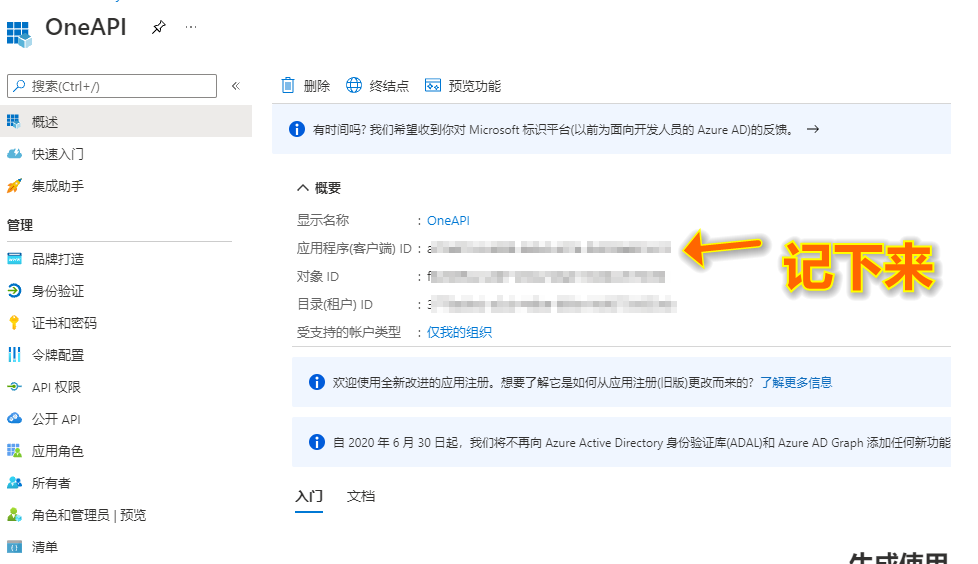 OneAPI
搜索(Ctrl+/)
«
概述
快速入门
集成助手
管理
品牌打造
身份验证
证书和密码
令牌配置
API 权限
公开 API
应用角色
所有者
角色和管理员 | 预览
清单
删除 终结点 预览功能
有时间吗? 我们希望收到你对 Microsoft 标识平台(以前为面向开发人员的 Azure AD)的反馈。 →
概要
显示名称 : OneAPI
应用程序(客户端) ID : a
对象 ID : f
目录(租户) ID : 3
受支持的帐户类型 : 仅我的组织
记下来
欢迎使用全新改进的应用注册。想要了解它是如何从应用注册(旧版)更改而来的? 了解更多信息
自 2020 年 6 月 30 日起，我们将不再向 Azure Active Directory 身份验证库(ADAL)和 Azure AD Graph 添加任何新功能
入门 文档